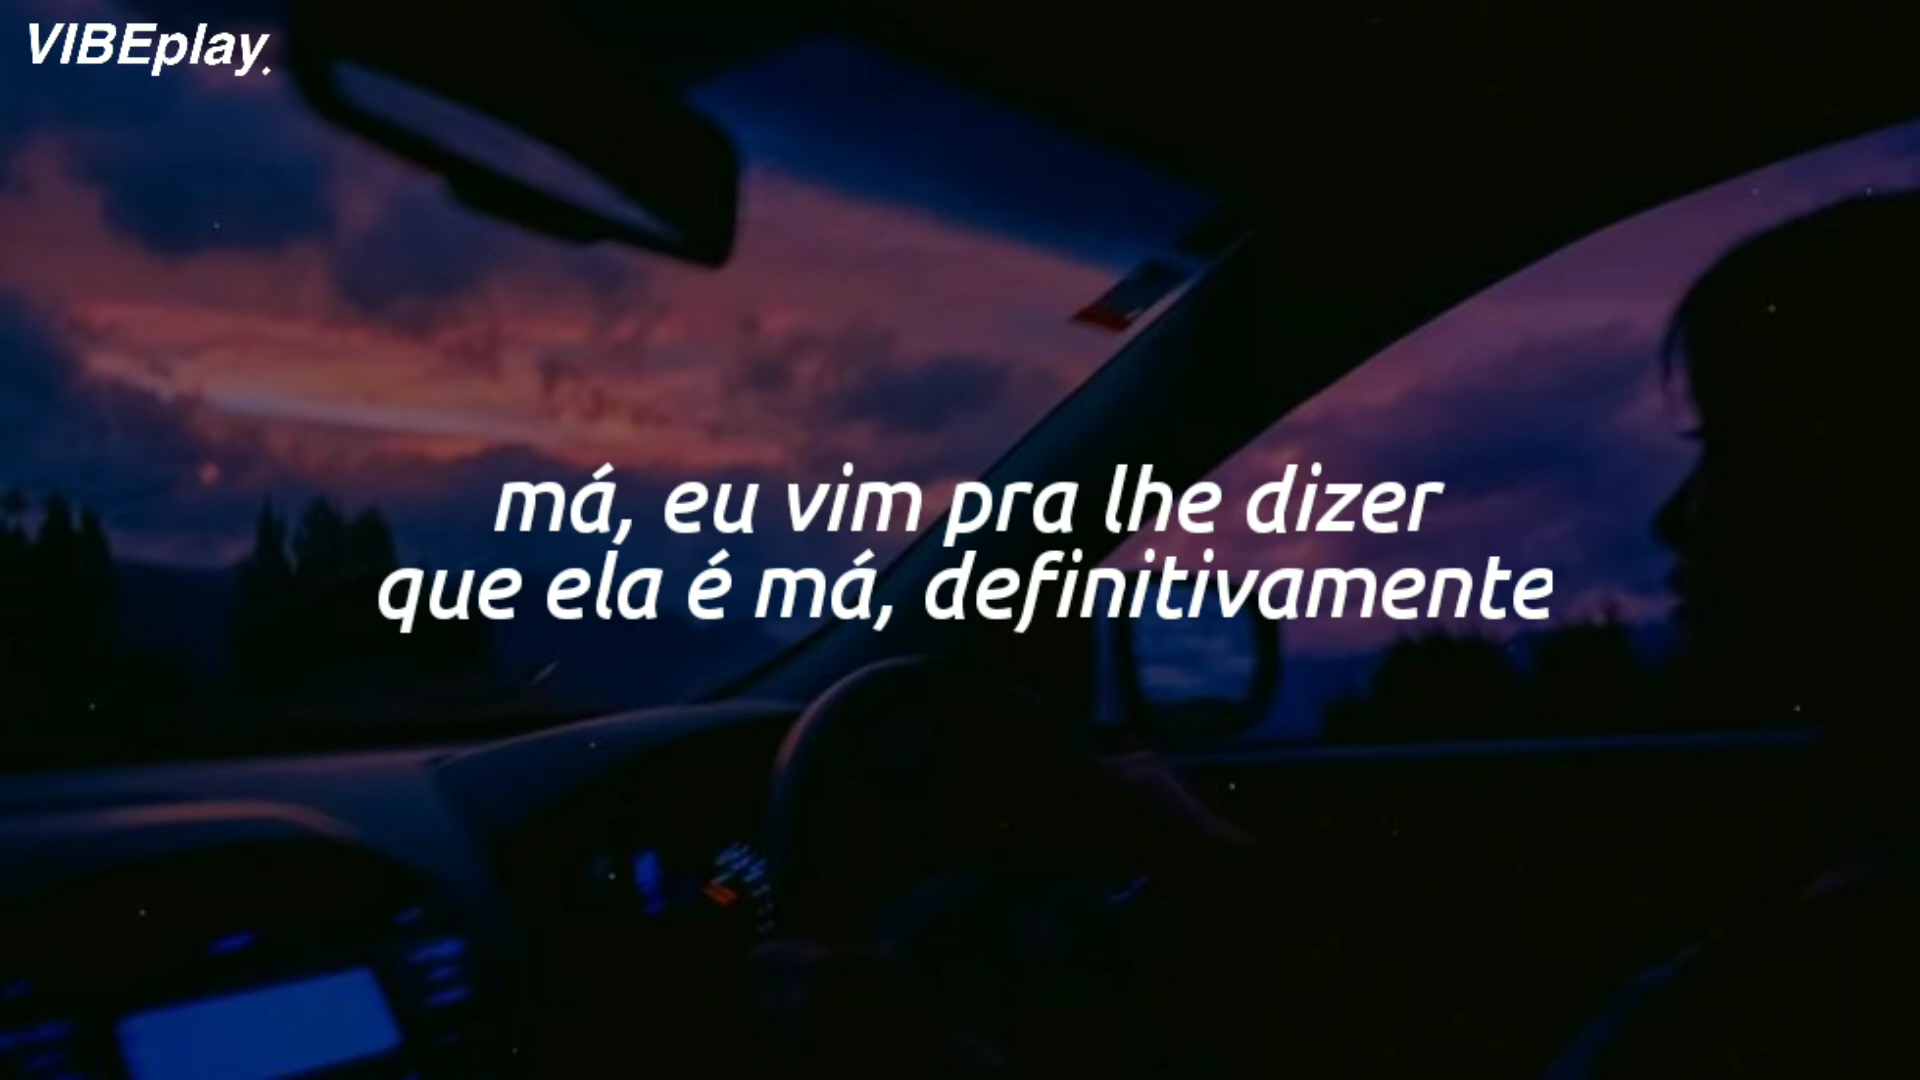 VIBEplay.
má, eu vim pra lhe dizer
que ela é má, definitivamente